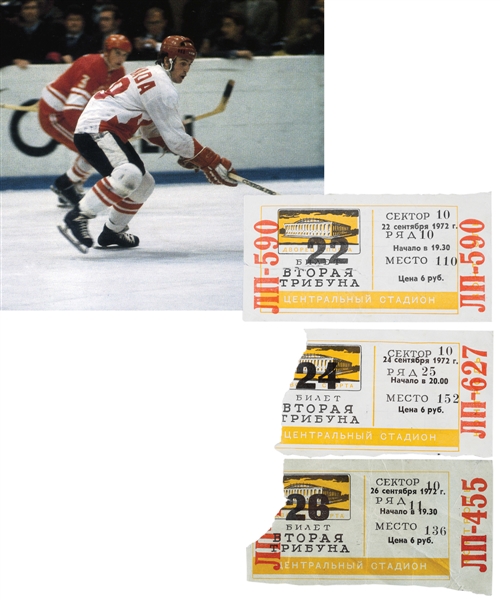 3
ЛП-590
22
ДВОРЕЦ
БИЛЕТ
ВТОРАЯ
ТРИБУНА
ЦЕНТРАЛЬНЫЙ СТАДИОН
СЕКТОР 10
22 сентября 1972 г.
РЯД 10
Начало в 19.30
МЕСТО 110
Цена 6 руб.
ЛП-590
24
БИЛЕТ
ВТОРАЯ
ТРИБУНА
ЦЕНТРАЛЬНЫЙ СТАДИОН
СЕКТОР 10
24 сентября 1972 г.
РЯД 25
Начало в 20.00
МЕСТО 152
Цена 6 руб.
ЛП-627
26
БИЛЕТ
ВТОРАЯ
ТРИБУНА
ЦЕНТРАЛЬНЫЙ СТАДИОН
СЕКТОР 10
26 сентября 1972 г.
РЯД 11
Начало в 19.30
МЕСТО 136
Цена 6 руб.
ЛП-455